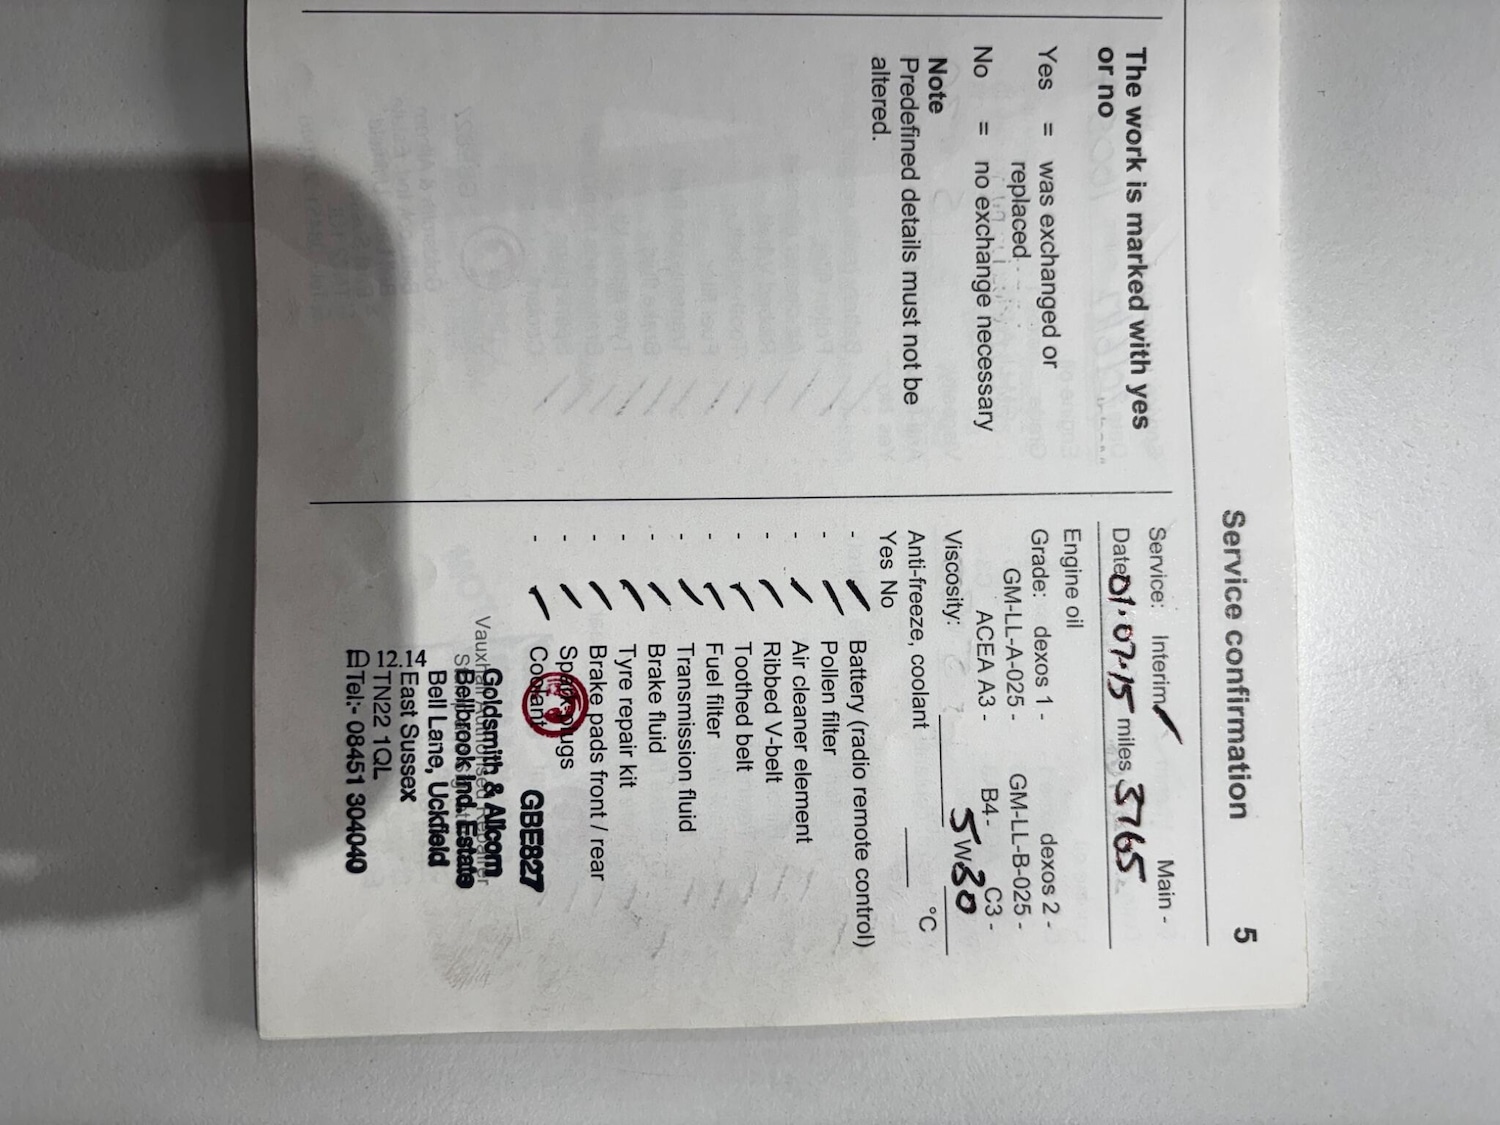 Service confirmation 5
The work is marked with yes
or no
Yes = was exchanged or
replaced
No = no exchange necessary
Note
Predefined details must not be
altered.
Service: Interim ✓ Main -
Date 01.07.15 miles 3765
Engine oil
Grade: dexos 1 - dexos 2 -
GM-LL-A-025 - GM-LL-B-025 -
ACEA A3 - B4 - C3 -
Viscosity: 5W30
Anti-freeze, coolant °C
Yes No
- ✓ Battery (radio remote control)
- ✓ Pollen filter
- ✓ Air cleaner element
- ✓ Ribbed V-belt
- ✓ Toothed belt
- ✓ Fuel filter
- ✓ Transmission fluid
- ✓ Brake fluid
- ✓ Tyre repair kit
- ✓ Brake pads front / rear
- ✓ Spark plugs
- ✓ Coolant
GBE827
Vauxhall Authorised Repairer
Goldsmith & Allcorn
Bellbrook Ind. Estate
Bell Lane, Uckfield
12.14 East Sussex
TN22 1QL
Tel:- 08451 304040